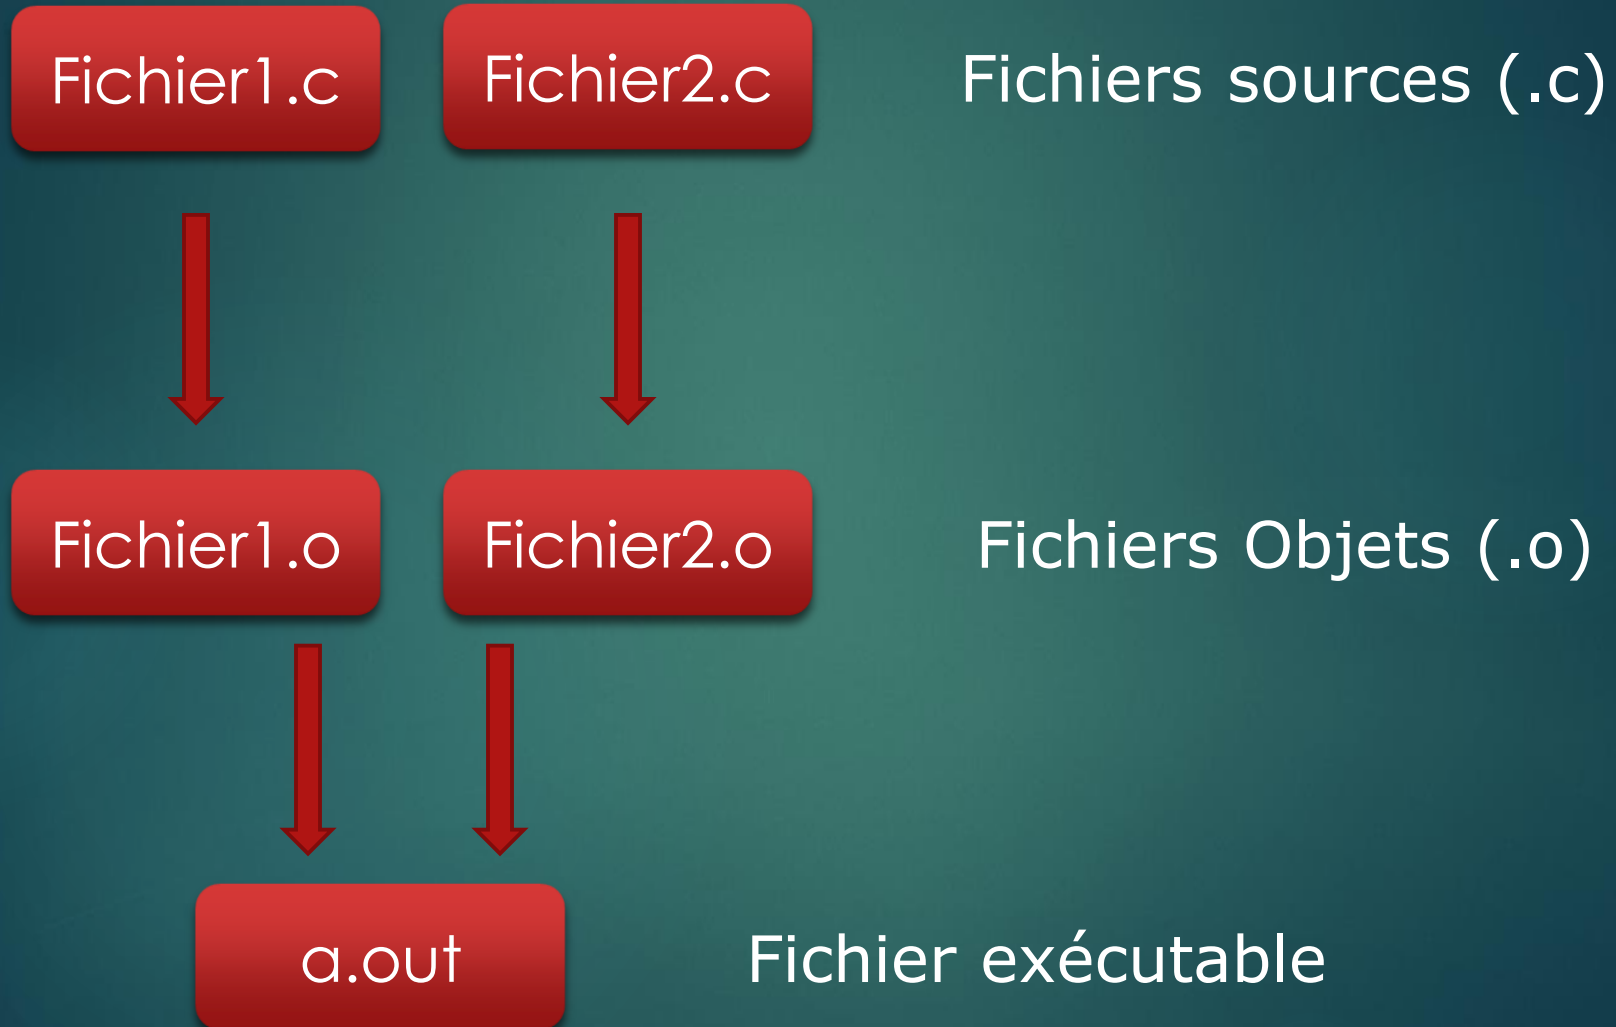 Fichier1.c
Fichier2.c
Fichiers sources (.c)
Fichier1.o
Fichier2.o
Fichiers Objets (.o)
a.out
Fichier exécutable